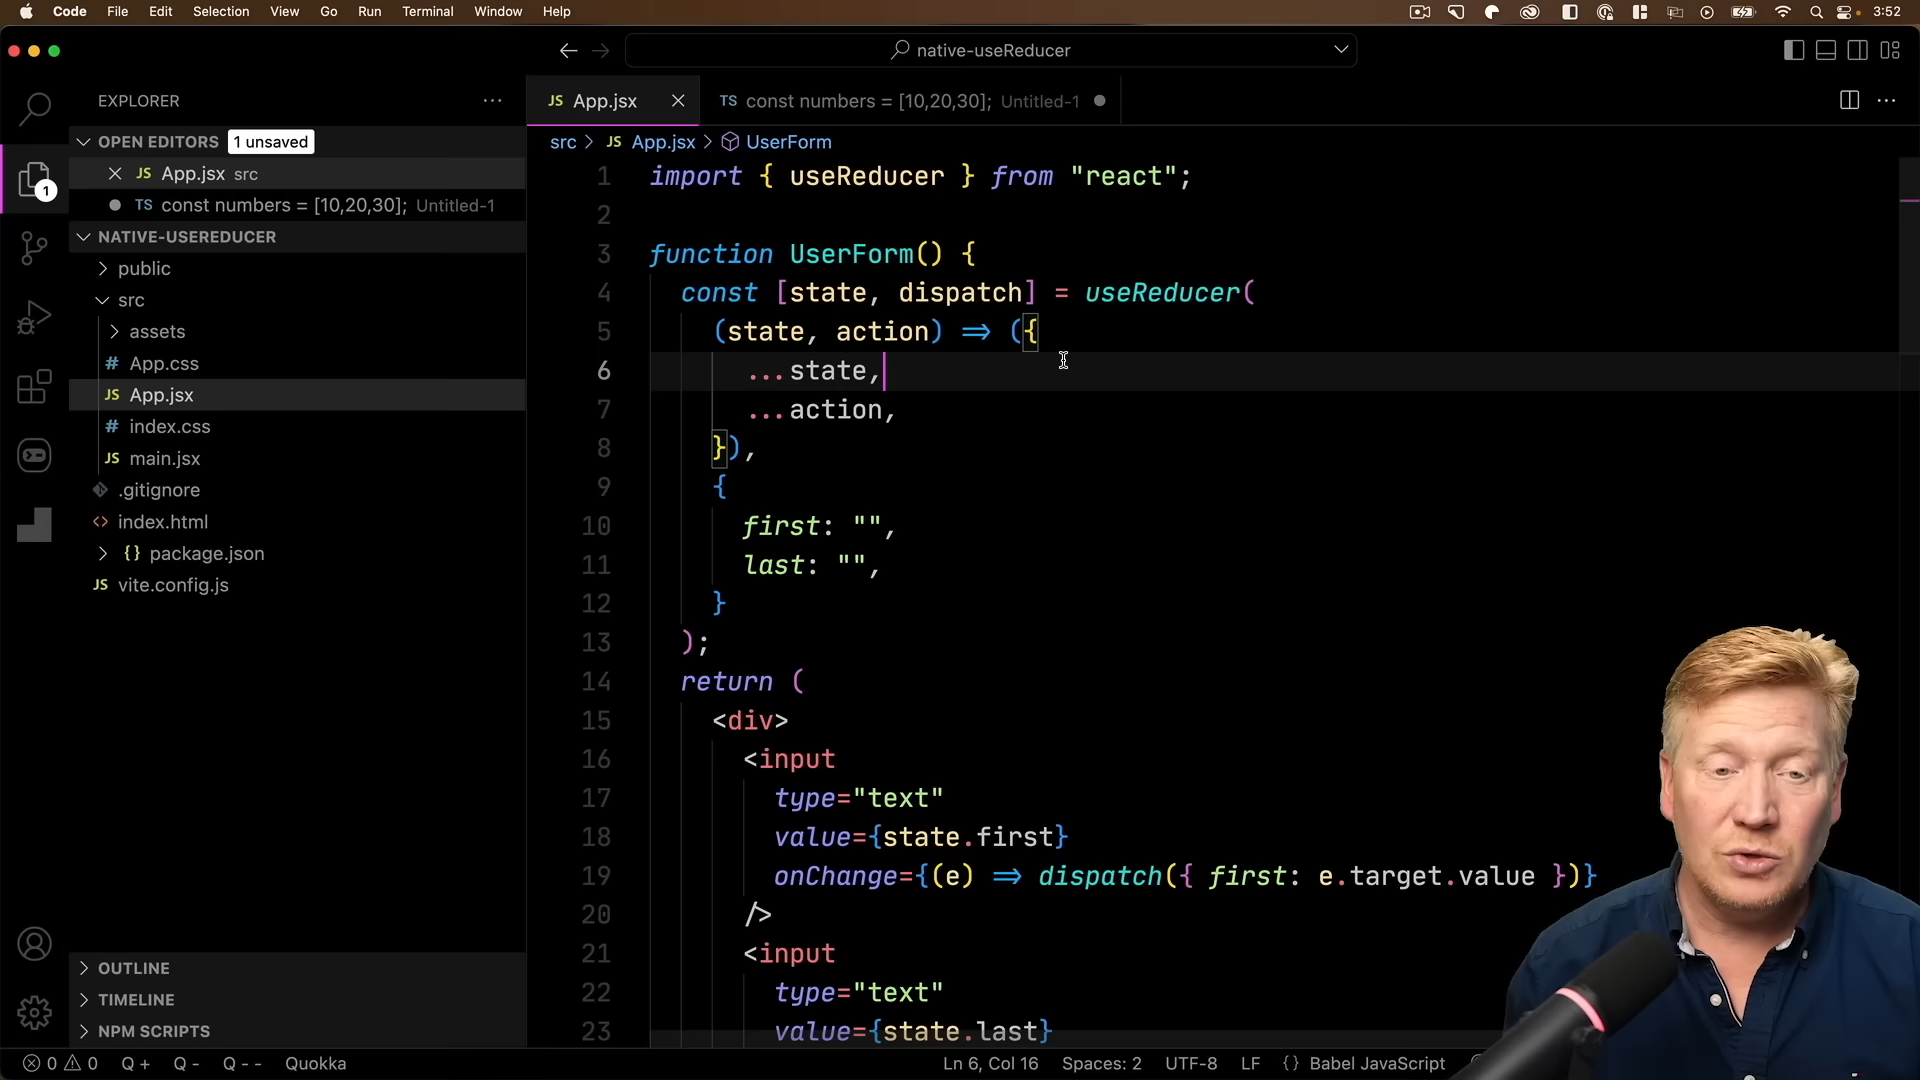 Code File Edit Selection View Go Run Terminal Window Help 3:52
native-useReducer
EXPLORER
OPEN EDITORS 1 unsaved
JS App.jsx src
TS const numbers = [10,20,30]; Untitled-1
1
NATIVE-USEREDUCER
public
src
assets
# App.css
JS App.jsx
# index.css
JS main.jsx
.gitignore
<> index.html
{} package.json
JS vite.config.js
OUTLINE
TIMELINE
NPM SCRIPTS
JS App.jsx
TS const numbers = [10,20,30]; Untitled-1
src > JS App.jsx > UserForm
1 import { useReducer } from "react";
2
3 function UserForm() {
4 const [state, dispatch] = useReducer(
5 (state, action) => ({
6 ...state,
7 ...action,
8 }),
9 {
10 first: "",
11 last: "",
12 }
13 );
14 return (
15 <div>
16 <input
17 type="text"
18 value={state.first}
19 onChange={(e) => dispatch({ first: e.target.value })}
20 />
21 <input
22 type="text"
23 value={state.last}
0 0 Q + Q - Q - - Quokka Ln 6, Col 16 Spaces: 2 UTF-8 LF {} Babel JavaScript